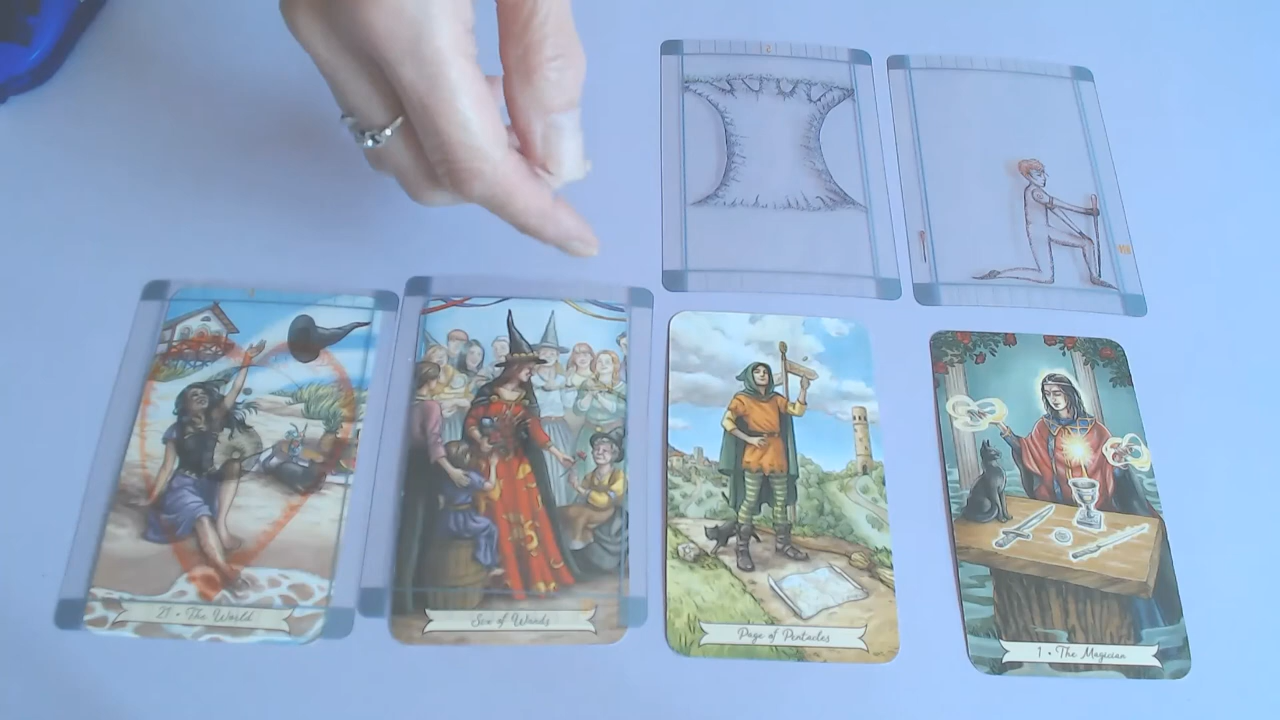 21 • The World
Six of Wands
Page of Pentacles
1 • The Magician